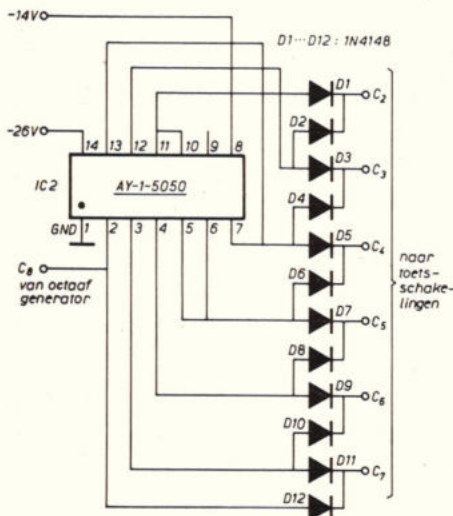 -14V
D1···D12 : 1N4148
D1
C2
D2
D3
C3
D4
-26V
14 13 12 11 10 9 8
IC2
AY-1-5050
GND 1 2 3 4 5 6 7
D5
C4
C8
van octaaf
generator
D6
D7
C5
naar
toets-
schake-
lingen
D8
D9
C6
D10
D11
C7
D12